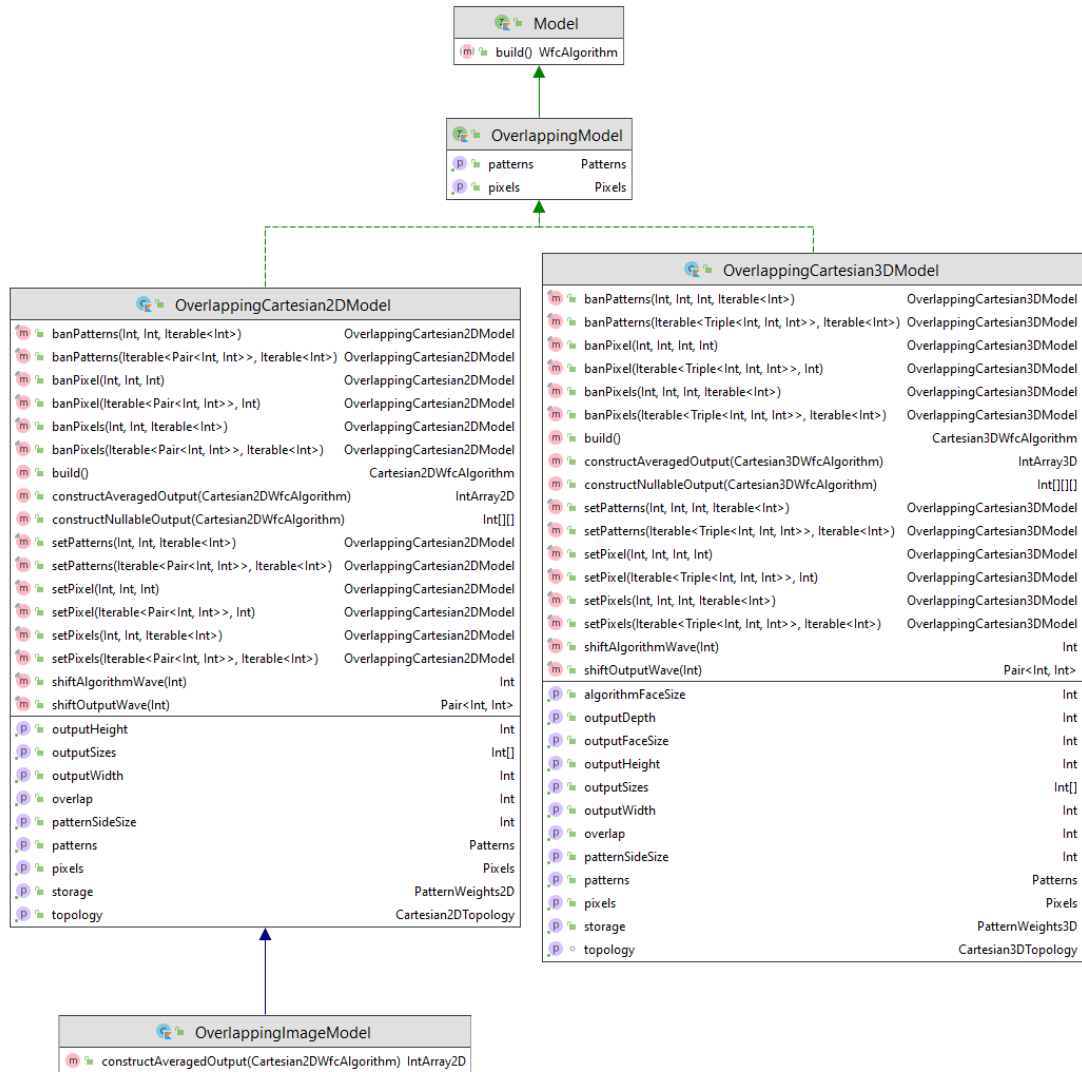 Model
build() WfcAlgorithm
OverlappingModel
patterns Patterns
pixels Pixels
OverlappingCartesian2DModel
banPatterns(Int, Int, Iterable<Int>) OverlappingCartesian2DModel
banPatterns(Iterable<Pair<Int, Int>>, Iterable<Int>) OverlappingCartesian2DModel
banPixel(Int, Int, Int) OverlappingCartesian2DModel
banPixel(Iterable<Pair<Int, Int>>, Int) OverlappingCartesian2DModel
banPixels(Int, Int, Iterable<Int>) OverlappingCartesian2DModel
banPixels(Iterable<Pair<Int, Int>>, Iterable<Int>) OverlappingCartesian2DModel
build() Cartesian2DWfcAlgorithm
constructAveragedOutput(Cartesian2DWfcAlgorithm) IntArray2D
constructNullableOutput(Cartesian2DWfcAlgorithm) Int[][]
setPatterns(Int, Int, Iterable<Int>) OverlappingCartesian2DModel
setPatterns(Iterable<Pair<Int, Int>>, Iterable<Int>) OverlappingCartesian2DModel
setPixel(Int, Int, Int) OverlappingCartesian2DModel
setPixel(Iterable<Pair<Int, Int>>, Int) OverlappingCartesian2DModel
setPixels(Int, Int, Iterable<Int>) OverlappingCartesian2DModel
setPixels(Iterable<Pair<Int, Int>>, Iterable<Int>) OverlappingCartesian2DModel
shiftAlgorithmWave(Int) Int
shiftOutputWave(Int) Pair<Int, Int>
outputHeight Int
outputSizes Int[]
outputWidth Int
overlap Int
patternSideSize Int
patterns Patterns
pixels Pixels
storage PatternWeights2D
topology Cartesian2DTopology
OverlappingCartesian3DModel
banPatterns(Int, Int, Int, Iterable<Int>) OverlappingCartesian3DModel
banPatterns(Iterable<Triple<Int, Int, Int>>, Iterable<Int>) OverlappingCartesian3DModel
banPixel(Int, Int, Int, Int) OverlappingCartesian3DModel
banPixel(Iterable<Triple<Int, Int, Int>>, Int) OverlappingCartesian3DModel
banPixels(Int, Int, Int, Iterable<Int>) OverlappingCartesian3DModel
banPixels(Iterable<Triple<Int, Int, Int>>, Iterable<Int>) OverlappingCartesian3DModel
build() Cartesian3DWfcAlgorithm
constructAveragedOutput(Cartesian3DWfcAlgorithm) IntArray3D
constructNullableOutput(Cartesian3DWfcAlgorithm) Int[][][]
setPatterns(Int, Int, Int, Iterable<Int>) OverlappingCartesian3DModel
setPatterns(Iterable<Triple<Int, Int, Int>>, Iterable<Int>) OverlappingCartesian3DModel
setPixel(Int, Int, Int, Int) OverlappingCartesian3DModel
setPixel(Iterable<Triple<Int, Int, Int>>, Int) OverlappingCartesian3DModel
setPixels(Int, Int, Int, Iterable<Int>) OverlappingCartesian3DModel
setPixels(Iterable<Triple<Int, Int, Int>>, Iterable<Int>) OverlappingCartesian3DModel
shiftAlgorithmWave(Int) Int
shiftOutputWave(Int) Pair<Int, Int>
algorithmFaceSize Int
outputDepth Int
outputFaceSize Int
outputHeight Int
outputSizes Int[]
outputWidth Int
overlap Int
patternSideSize Int
patterns Patterns
pixels Pixels
storage PatternWeights3D
topology Cartesian3DTopology
OverlappingImageModel
constructAveragedOutput(Cartesian2DWfcAlgorithm) IntArray2D